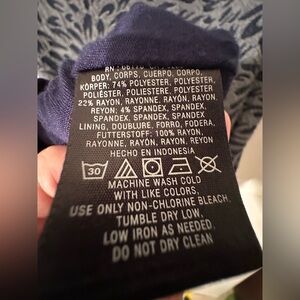 BODY, CORPS, CUERPO, CORPO,
KÖRPER: 74% POLYESTER, POLYESTER
POLIÉSTER, POLIESTERE, POLYESTER.
22% RAYON, RAYONNE, RAYÓN, RAYON,
REYON: 4% SPANDEX, SPANDEX,
SPANDEX, SPANDEX, SPANDEX
LINING, DOUBLURE, FORRO, FODERA,
FUTTERSTOFF: 100% RAYON,
RAYONNE, RAYÓN, RAYON, REYON
HECHO EN INDONESIA
30
MACHINE WASH COLD
WITH LIKE COLORS.
USE ONLY NON-CHLORINE BLEACH.
TUMBLE DRY LOW.
LOW IRON AS NEEDED.
DO NOT DRY CLEAN